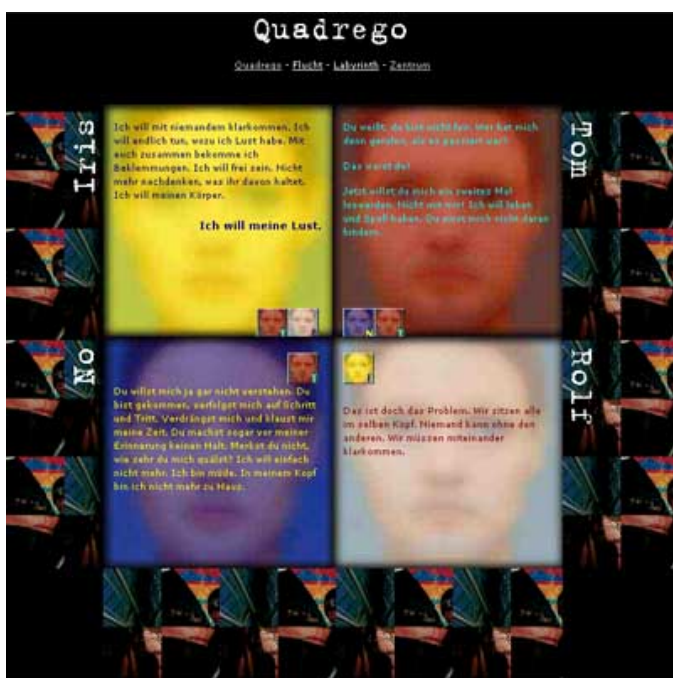 Quadrego
Quadrego - Flucht - Labyrinth - Zentrum
Iris
Ich will mit niemandem klarkommen. Ich
will endlich tun, wozu ich Lust habe. Mit
euch zusammen bekomme ich
Beklemmungen. Ich will frei sein. Nicht
mehr nachdenken, was ihr davon haltet.
Ich will meinen Körper.
Ich will meine Lust.
Tom
Du weißt, du bist nicht fair. Wer hat mich
denn gerufen, als es passiert war?
Das warst du!
Jetzt willst du mich ein zweites Mal
loswerden. Nicht mit mir! Ich will leben
und Spaß haben. Du wirst mich nicht daran
hindern.
No
Du willst mich ja gar nicht verstehen. Du
bist gekommen, verfolgst mich auf Schritt
und Tritt. Verdrängst mich und klaust mir
meine Zeit. Du machst sogar vor meiner
Erinnerung keinen Halt. Merkst du nicht,
wie sehr du mich quälst? Ich will einfach
nicht mehr. Ich bin müde. In meinem Kopf
bin ich nicht mehr zu Haus.
Rolf
Das ist doch das Problem. Wir sitzen alle
im selben Kopf. Niemand kann ohne den
anderen. Wir müssen miteinander
klarkommen.